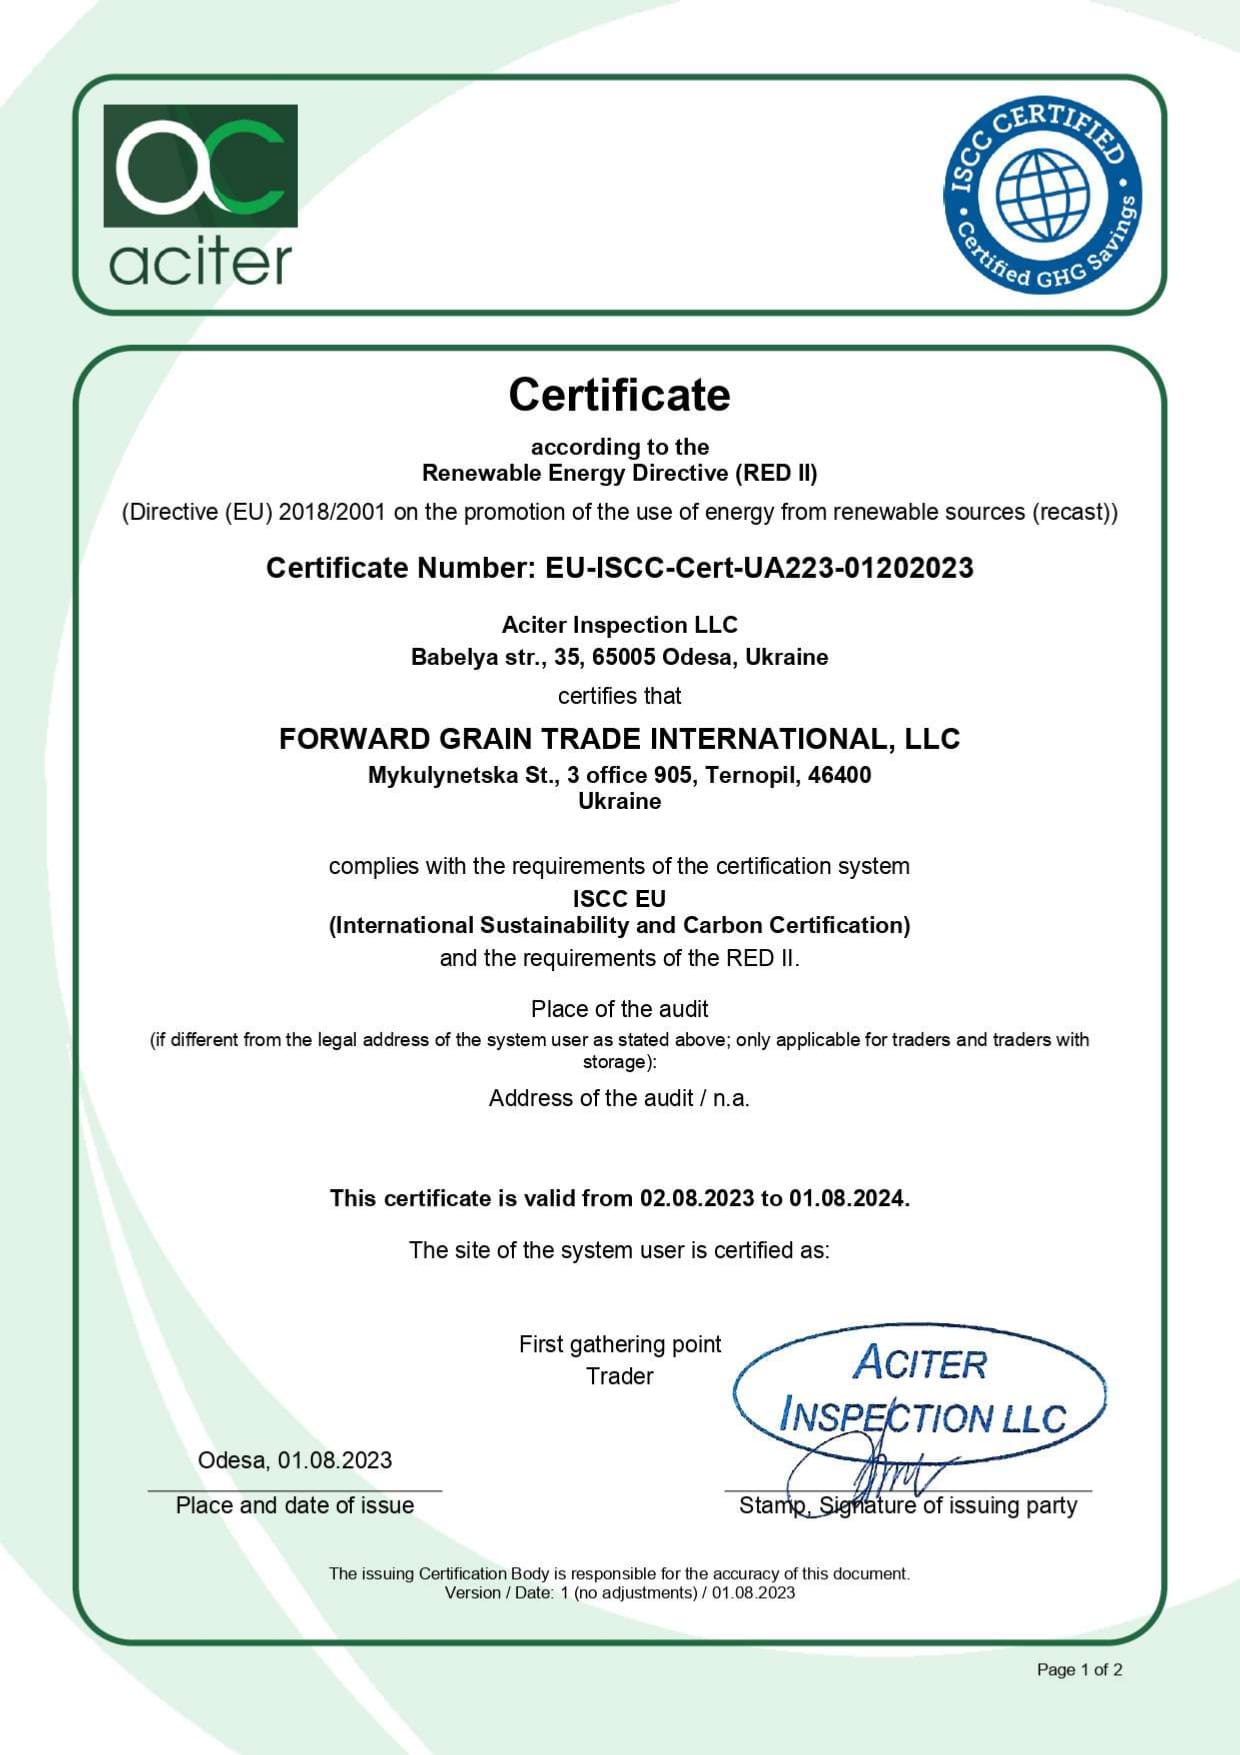 aciter
ISCC CERTIFIED
Certified GHG Savings
Certificate
according to the
Renewable Energy Directive (RED II)
(Directive (EU) 2018/2001 on the promotion of the use of energy from renewable sources (recast))
Certificate Number: EU-ISCC-Cert-UA223-01202023
Aciter Inspection LLC
Babelya str., 35, 65005 Odesa, Ukraine
certifies that
FORWARD GRAIN TRADE INTERNATIONAL, LLC
Mykulynetska St., 3 office 905, Ternopil, 46400
Ukraine
complies with the requirements of the certification system
ISCC EU
(International Sustainability and Carbon Certification)
and the requirements of the RED II.
Place of the audit
(if different from the legal address of the system user as stated above; only applicable for traders and traders with
storage):
Address of the audit / n.a.
This certificate is valid from 02.08.2023 to 01.08.2024.
The site of the system user is certified as:
First gathering point
Trader
ACITER
INSPECTION LLC
Odesa, 01.08.2023
Place and date of issue
Stamp, Signature of issuing party
The issuing Certification Body is responsible for the accuracy of this document.
Version / Date: 1 (no adjustments) / 01.08.2023
Page 1 of 2